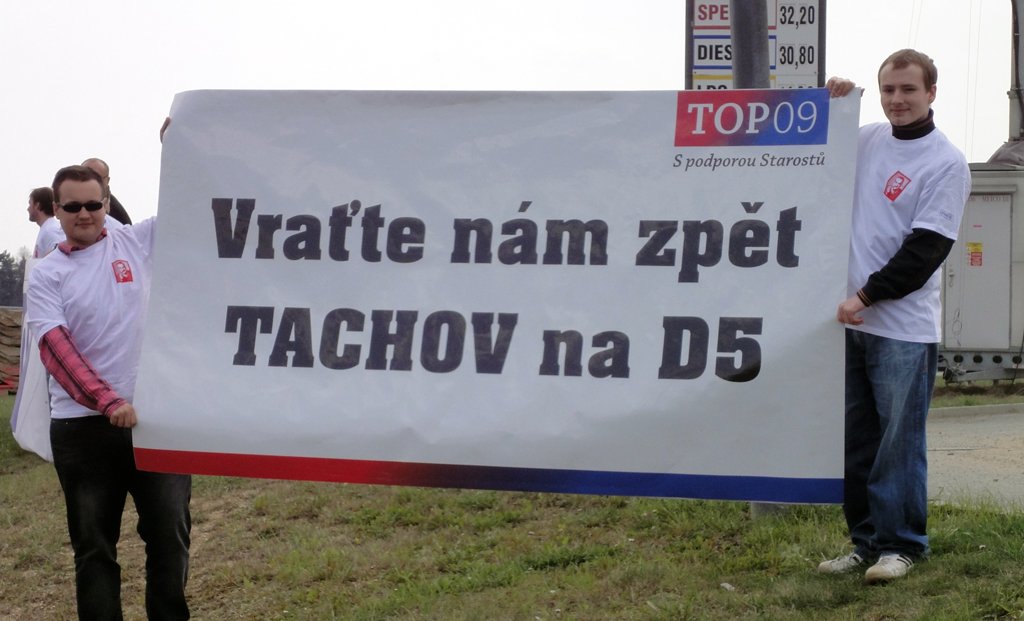 SPE 32,20
DIES 30,80
TOP09
S podporou Starostů
Vraťte nám zpět
TACHOV na D5